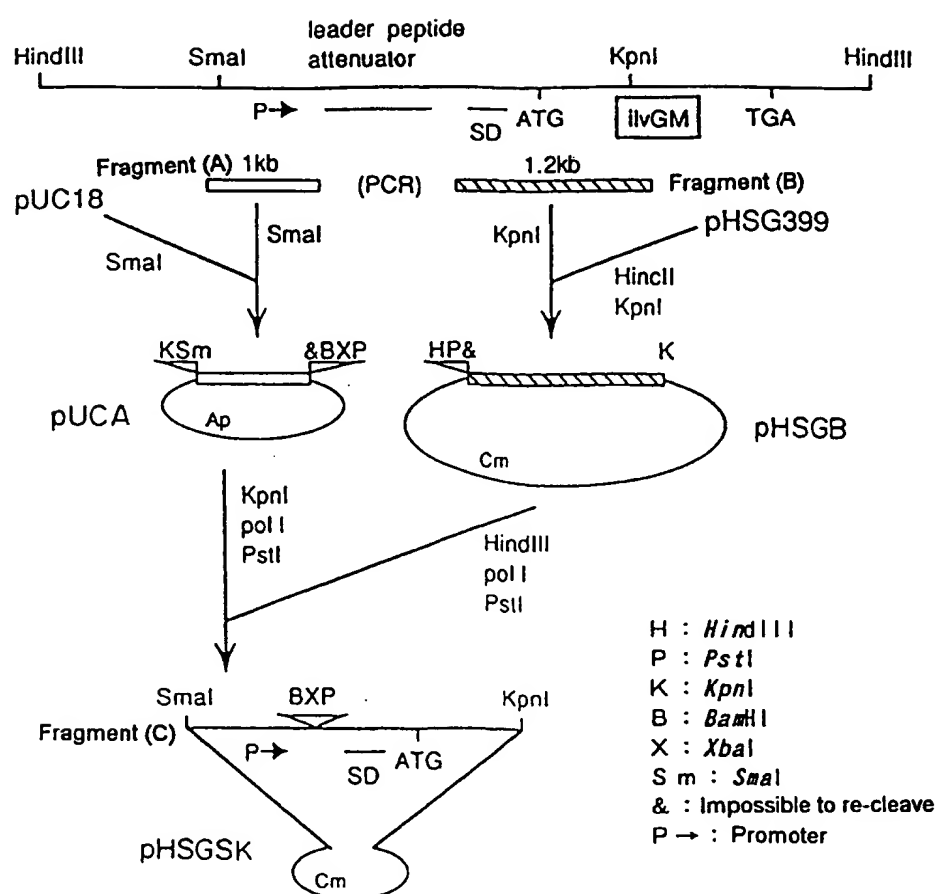 leader peptide
HindIII SmaI attenuator KpnI HindIII
P→ SD ATG ilvGM TGA
Fragment (A) 1kb (PCR) 1.2kb Fragment (B)
pUC18 SmaI KpnI pHSG399
SmaI HincII
KpnI
KSm &BXP HP& K
pUCA Ap pHSGB
Cm
KpnI
pol I
PstI
HindIII
pol I
PstI
SmaI BXP KpnI
Fragment (C) P→ SD ATG
pHSGSK
Cm
H : HindIII
P : PstI
K : KpnI
B : BamHI
X : XbaI
Sm : SmaI
& : Impossible to re-cleave
P → : Promoter